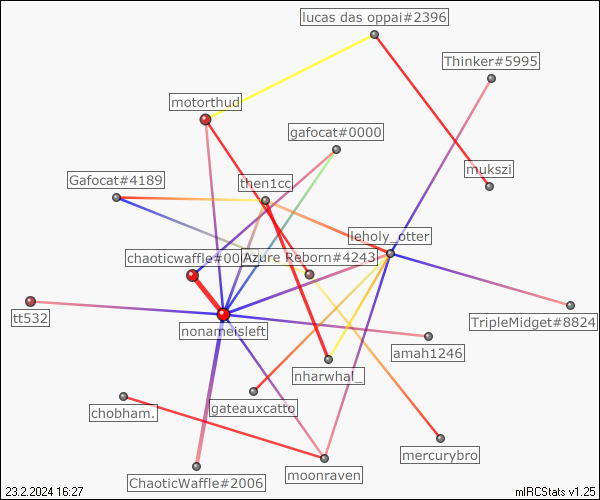 lucas das oppai#2396
Thinker#5995
motorthud
gafocat#0000
mukszi
Gafocat#4189
then1cc
leholy_otter
chaoticwaffle#00
Azure Reborn#4243
tt532
TripleMidget#8824
nonameisleft
amah1246
nharwhal_
chobham.
gateauxcatto
mercurybro
moonraven
ChaoticWaffle#2006
23.2.2024 16:27
mIRCStats v1.25